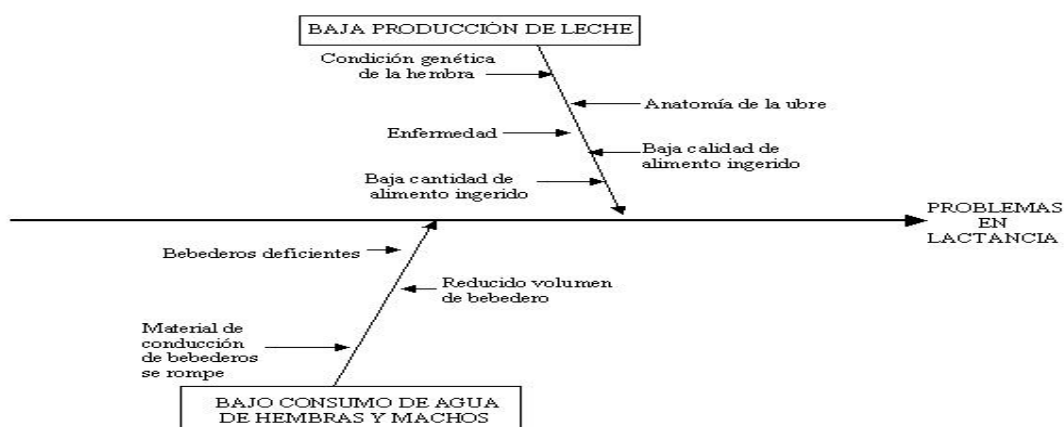 BAJA PRODUCCIÓN DE LECHE
Condición genética
de la hembra
Anatomía de la ubre
Enfermedad
Baja calidad de
alimento ingerido
Baja cantidad de
alimento ingerido
PROBLEMAS
EN
LACTANCIA
Bebederos deficientes
Reducido volumen
de bebedero
Material de
conducción
de bebederos
se rompe
BAJO CONSUMO DE AGUA
DE HEMBRAS Y MACHOS